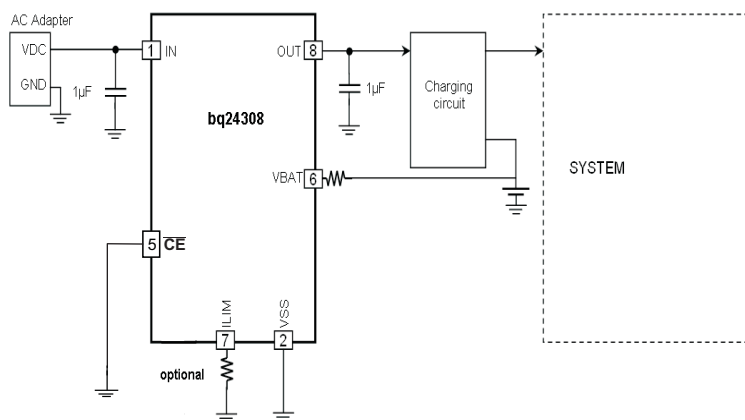 AC Adapter
VDC
GND
1µF
1
IN
OUT
8
1µF
Charging
circuit
bq24308
VBAT
6
SYSTEM
5
CE
ILIM
VSS
7
2
optional